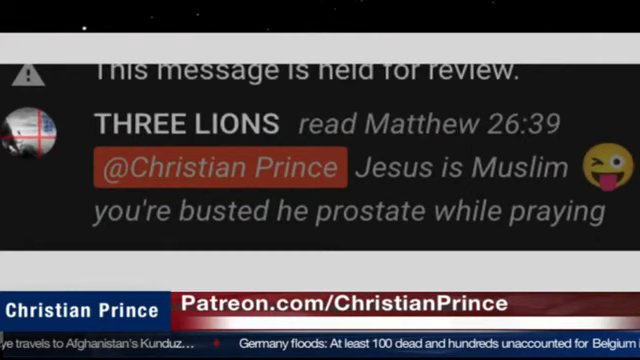 This message is held for review.
THREE LIONS read Matthew 26:39
@Christian Prince Jesus is Muslim 😜
you're busted he prostate while praying
Patreon.com/ChristianPrince
Christian Prince
travels to Afghanistan's Kunduz... Germany floods: At least 100 dead and hundreds unaccounted for Belgium